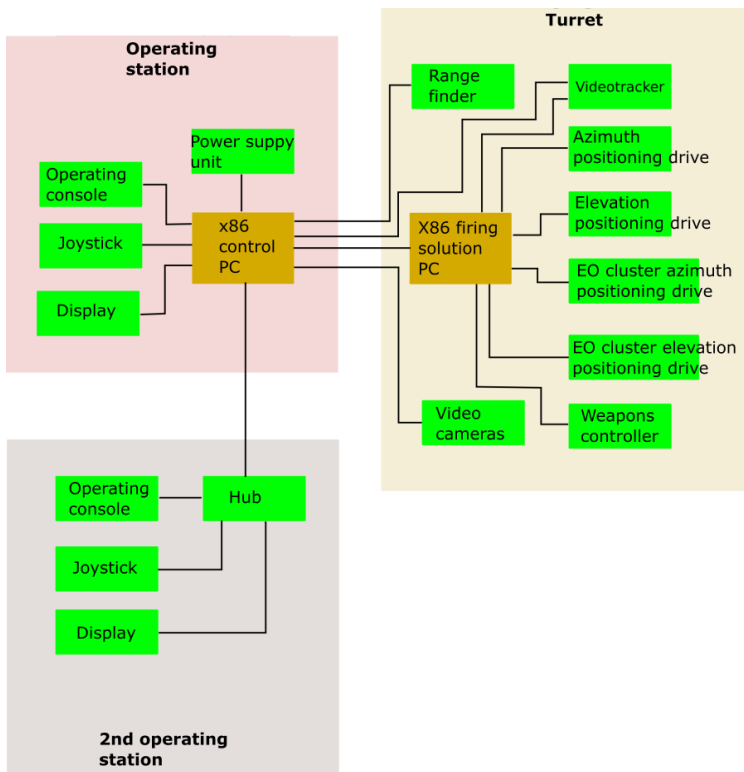 Operating
station
Power suppy
unit
Operating
console
Joystick
Display
x86
control
PC
Turret
Range
finder
Videotracker
Azimuth
positioning drive
Elevation
positioning drive
X86 firing
solution
PC
EO cluster azimuth
positioning drive
EO cluster elevation
positioning drive
Video
cameras
Weapons
controller
Operating
console
Hub
Joystick
Display
2nd operating
station